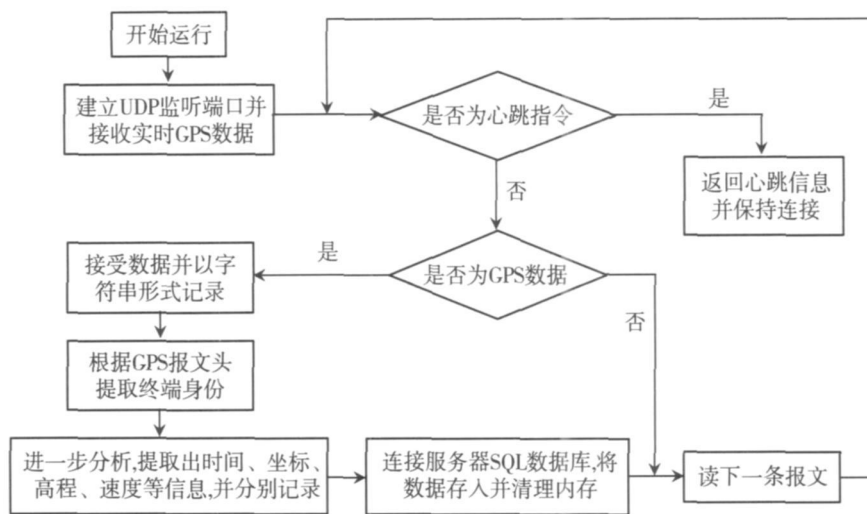 开始运行
建立UDP监听端口并
接收实时GPS数据
是否为心跳指令
是
返回心跳信息
并保持连接
否
是否为GPS数据
是
接受数据并以字
符串形式记录
否
根据GPS报文头
提取终端身份
进一步分析,提取出时间、坐标、
高程、速度等信息,并分别记录
连接服务器SQL数据库,将
数据存入并清理内存
读下一条报文